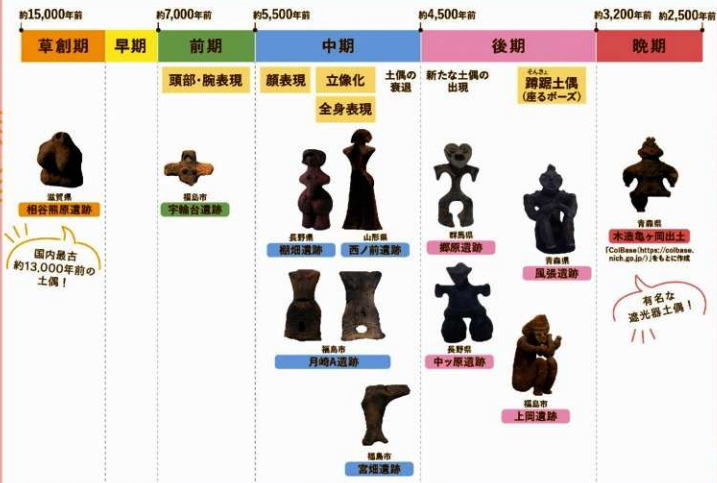 約15,000年前
約7,000年前
約5,500年前
約4,500年前
約3,200年前
約2,500年前
草創期
早期
前期
中期
後期
晩期
頭部・腕表現
顔表現
立像化
全身表現
土偶の
衰退
新たな土偶の
出現
そんきょ
蹲踞土偶
(座るポーズ)
滋賀県
相谷熊原遺跡
国内最古
約13,000年前の
土偶!
福島市
宇輪台遺跡
長野県
棚畑遺跡
山形県
西ノ前遺跡
福島市
月崎A遺跡
福島市
宮畑遺跡
群馬県
郷原遺跡
長野県
中ッ原遺跡
青森県
風張遺跡
福島市
上岡遺跡
青森県
木造亀ヶ岡出土
「ColBase(https://colbase.
nich.go.jp/)」をもとに作成
有名な
遮光器土偶!